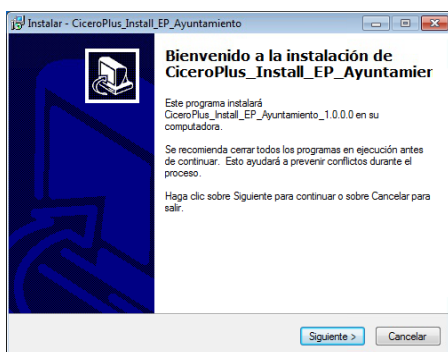 Instalar - CiceroPlus_Install_EP_Ayuntamiento
Bienvenido a la instalación de
CiceroPlus_Install_EP_Ayuntamier
Este programa instalará
CiceroPlus_Install_EP_Ayuntamiento_1.0.0.0 en su
computadora.
Se recomienda cerrar todos los programas en ejecución antes
de continuar. Esto ayudará a prevenir conflictos durante el
proceso.
Haga clic sobre Siguiente para continuar o sobre Cancelar para
salir.
Siguiente > Cancelar